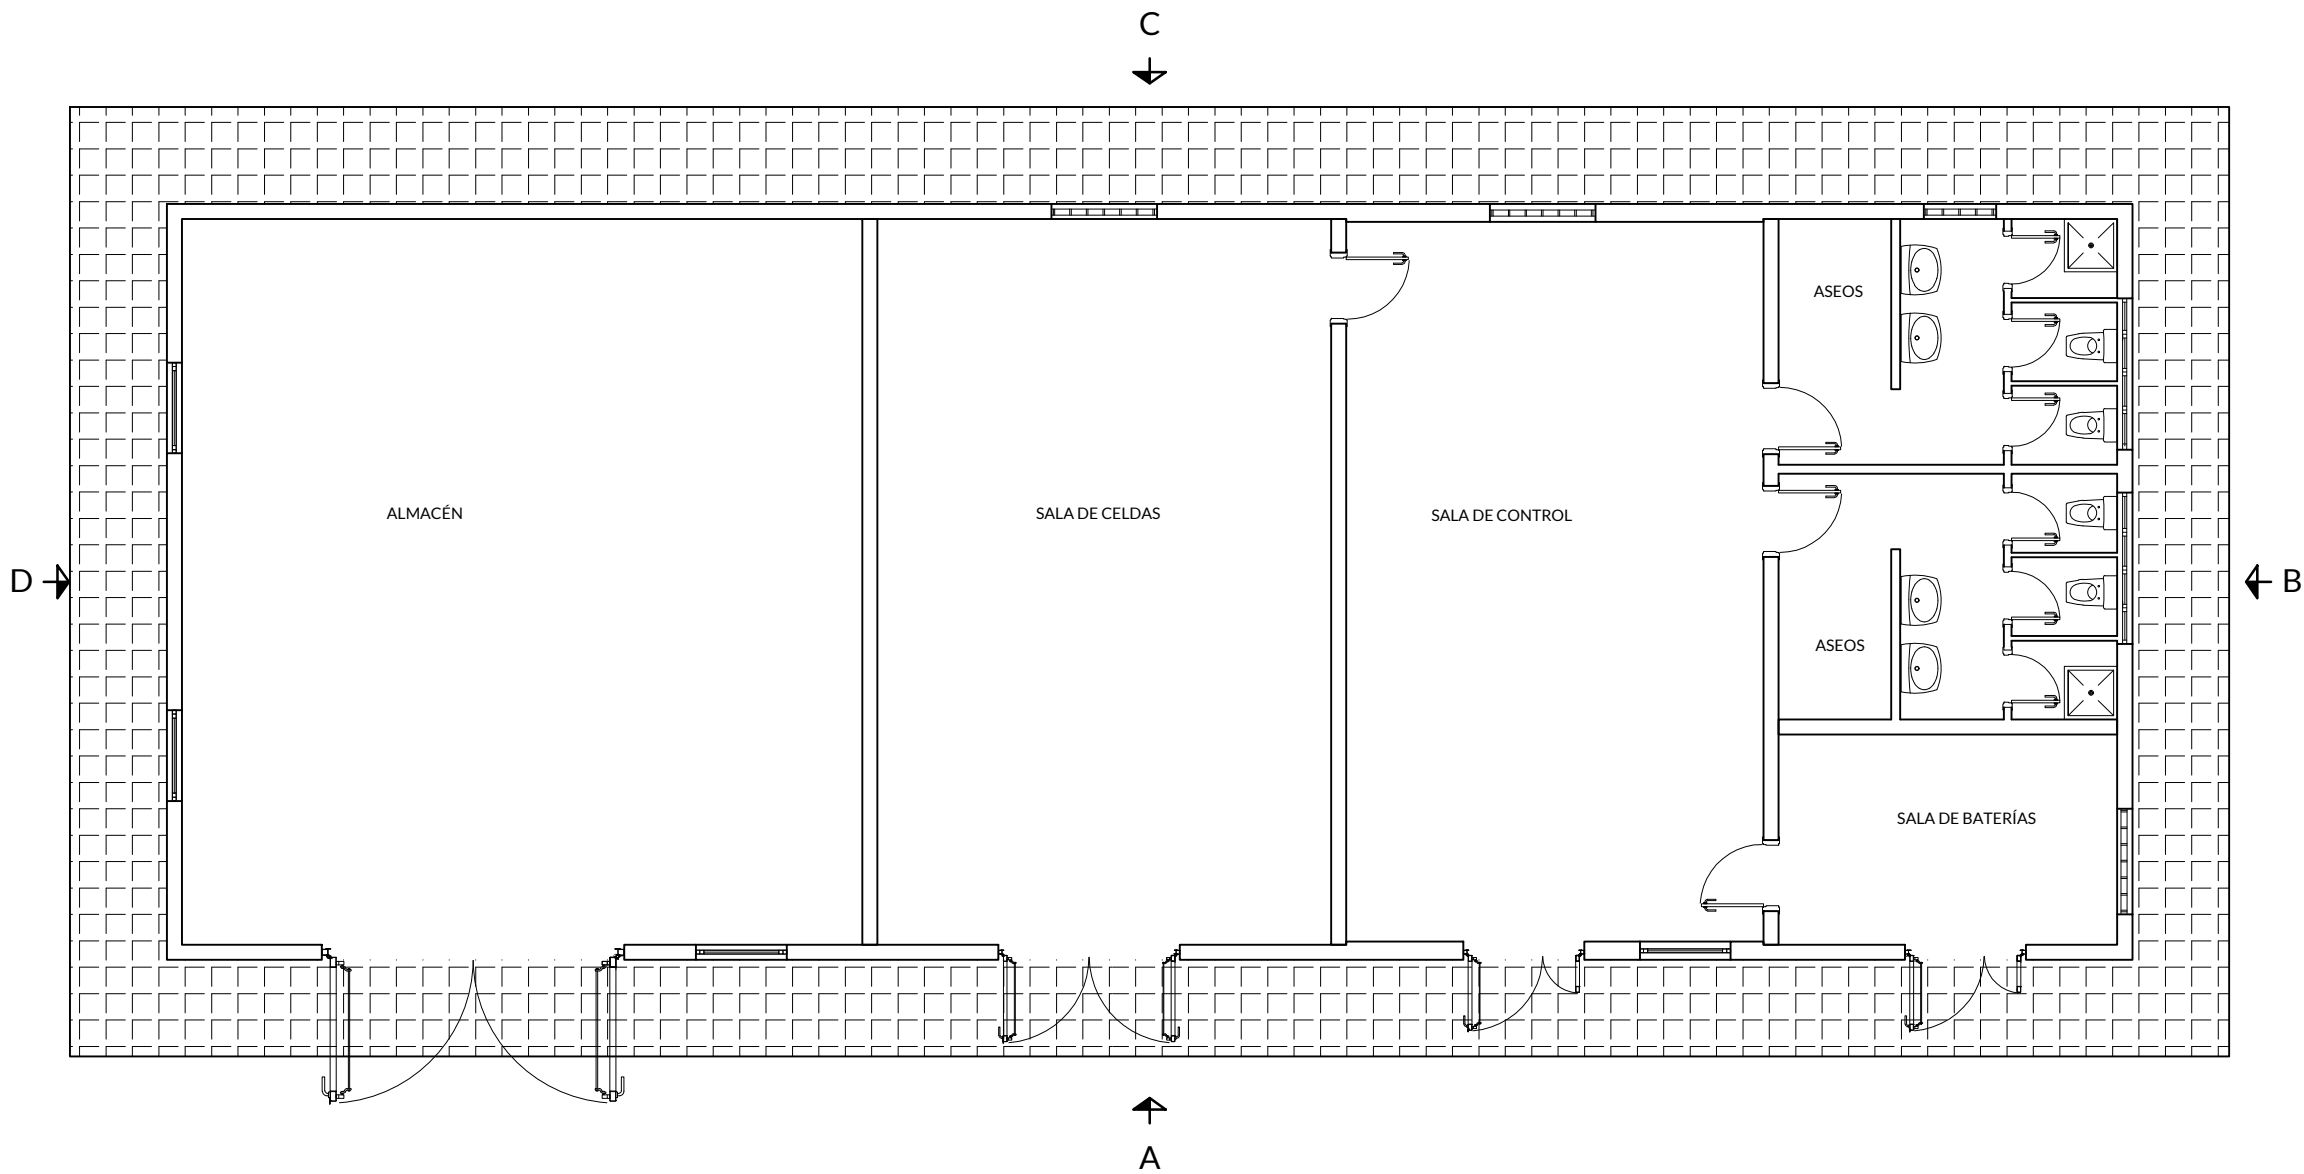 C
ASEOS
ALMACÉN
SALA DE CELDAS
SALA DE CONTROL
D
B
ASEOS
SALA DE BATERÍAS
A